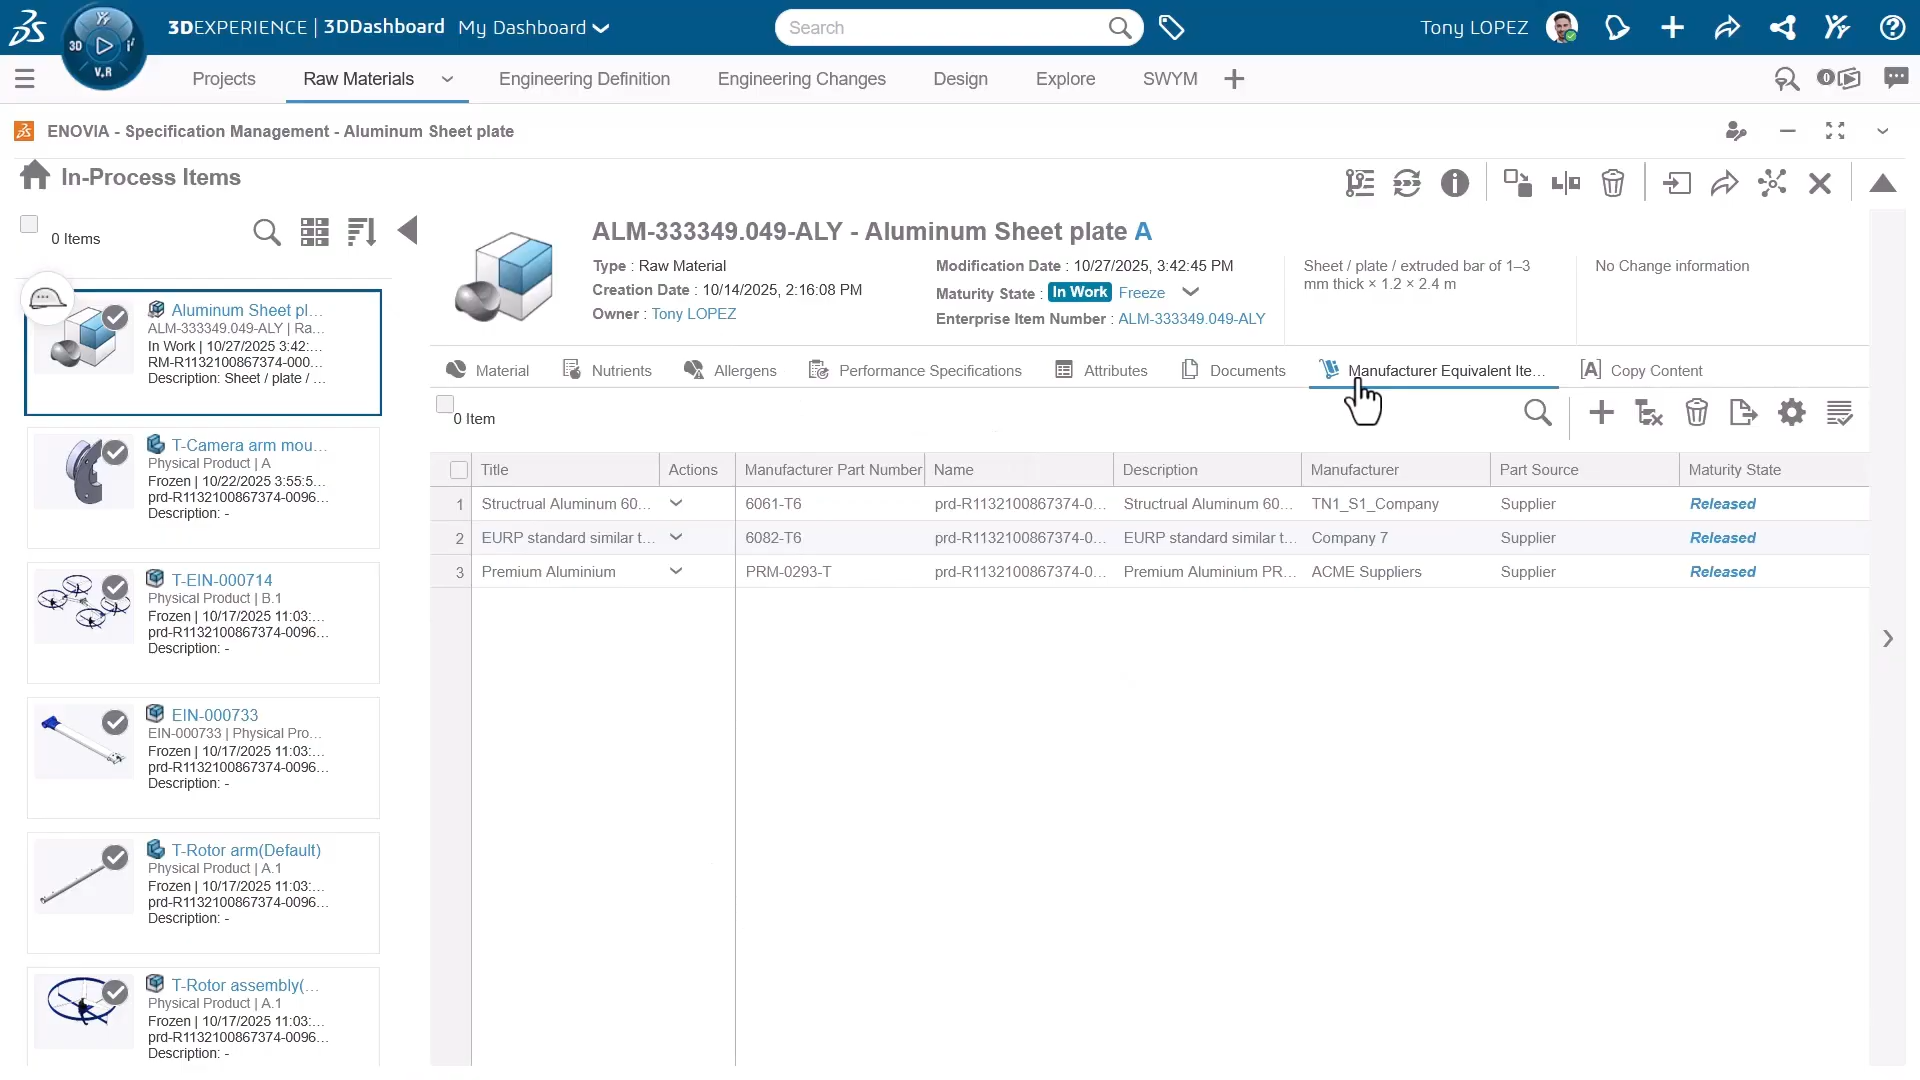 3DEXPERIENCE | 3DDashboard My Dashboard
Search
Tony LOPEZ
3D
V.R
Projects
Raw Materials
Engineering Definition
Engineering Changes
Design
Explore
SWYM
0
ENOVIA - Specification Management - Aluminum Sheet plate
In-Process Items
0 Items
Aluminum Sheet pl...
ALM-333349.049-ALY | Ra...
In Work | 10/27/2025 3:42:...
RM-R1132100867374-000...
Description: Sheet / plate / ...
T-Camera arm mou...
Physical Product | A
Frozen | 10/22/2025 3:55:5...
prd-R1132100867374-0096...
Description: -
T-EIN-000714
Physical Product | B.1
Frozen | 10/17/2025 11:03:...
prd-R1132100867374-0096...
Description: -
EIN-000733
EIN-000733 | Physical Pro...
Frozen | 10/17/2025 11:03:...
prd-R1132100867374-0096...
Description: -
T-Rotor arm(Default)
Physical Product | A.1
Frozen | 10/17/2025 11:03:...
prd-R1132100867374-0096...
Description: -
T-Rotor assembly(...
Physical Product | A.1
Frozen | 10/17/2025 11:03:...
prd-R1132100867374-0096...
Description: -
ALM-333349.049-ALY - Aluminum Sheet plate A
Type : Raw Material
Creation Date : 10/14/2025, 2:16:08 PM
Owner : Tony LOPEZ
Modification Date : 10/27/2025, 3:42:45 PM
Maturity State : In Work Freeze
Enterprise Item Number : ALM-333349.049-ALY
Sheet / plate / extruded bar of 1–3
mm thick × 1.2 × 2.4 m
No Change information
Material
Nutrients
Allergens
Performance Specifications
Attributes
Documents
Manufacturer Equivalent Ite...
[A] Copy Content
0 Item
Title Actions Manufacturer Part Number Name Description Manufacturer Part Source Maturity State
1 Structrual Aluminum 60... 6061-T6 prd-R1132100867374-0... Structrual Aluminum 60... TN1_S1_Company Supplier Released
2 EURP standard similar t... 6082-T6 prd-R1132100867374-0... EURP standard similar t... Company 7 Supplier Released
3 Premium Aluminium PRM-0293-T prd-R1132100867374-0... Premium Aluminium PR... ACME Suppliers Supplier Released